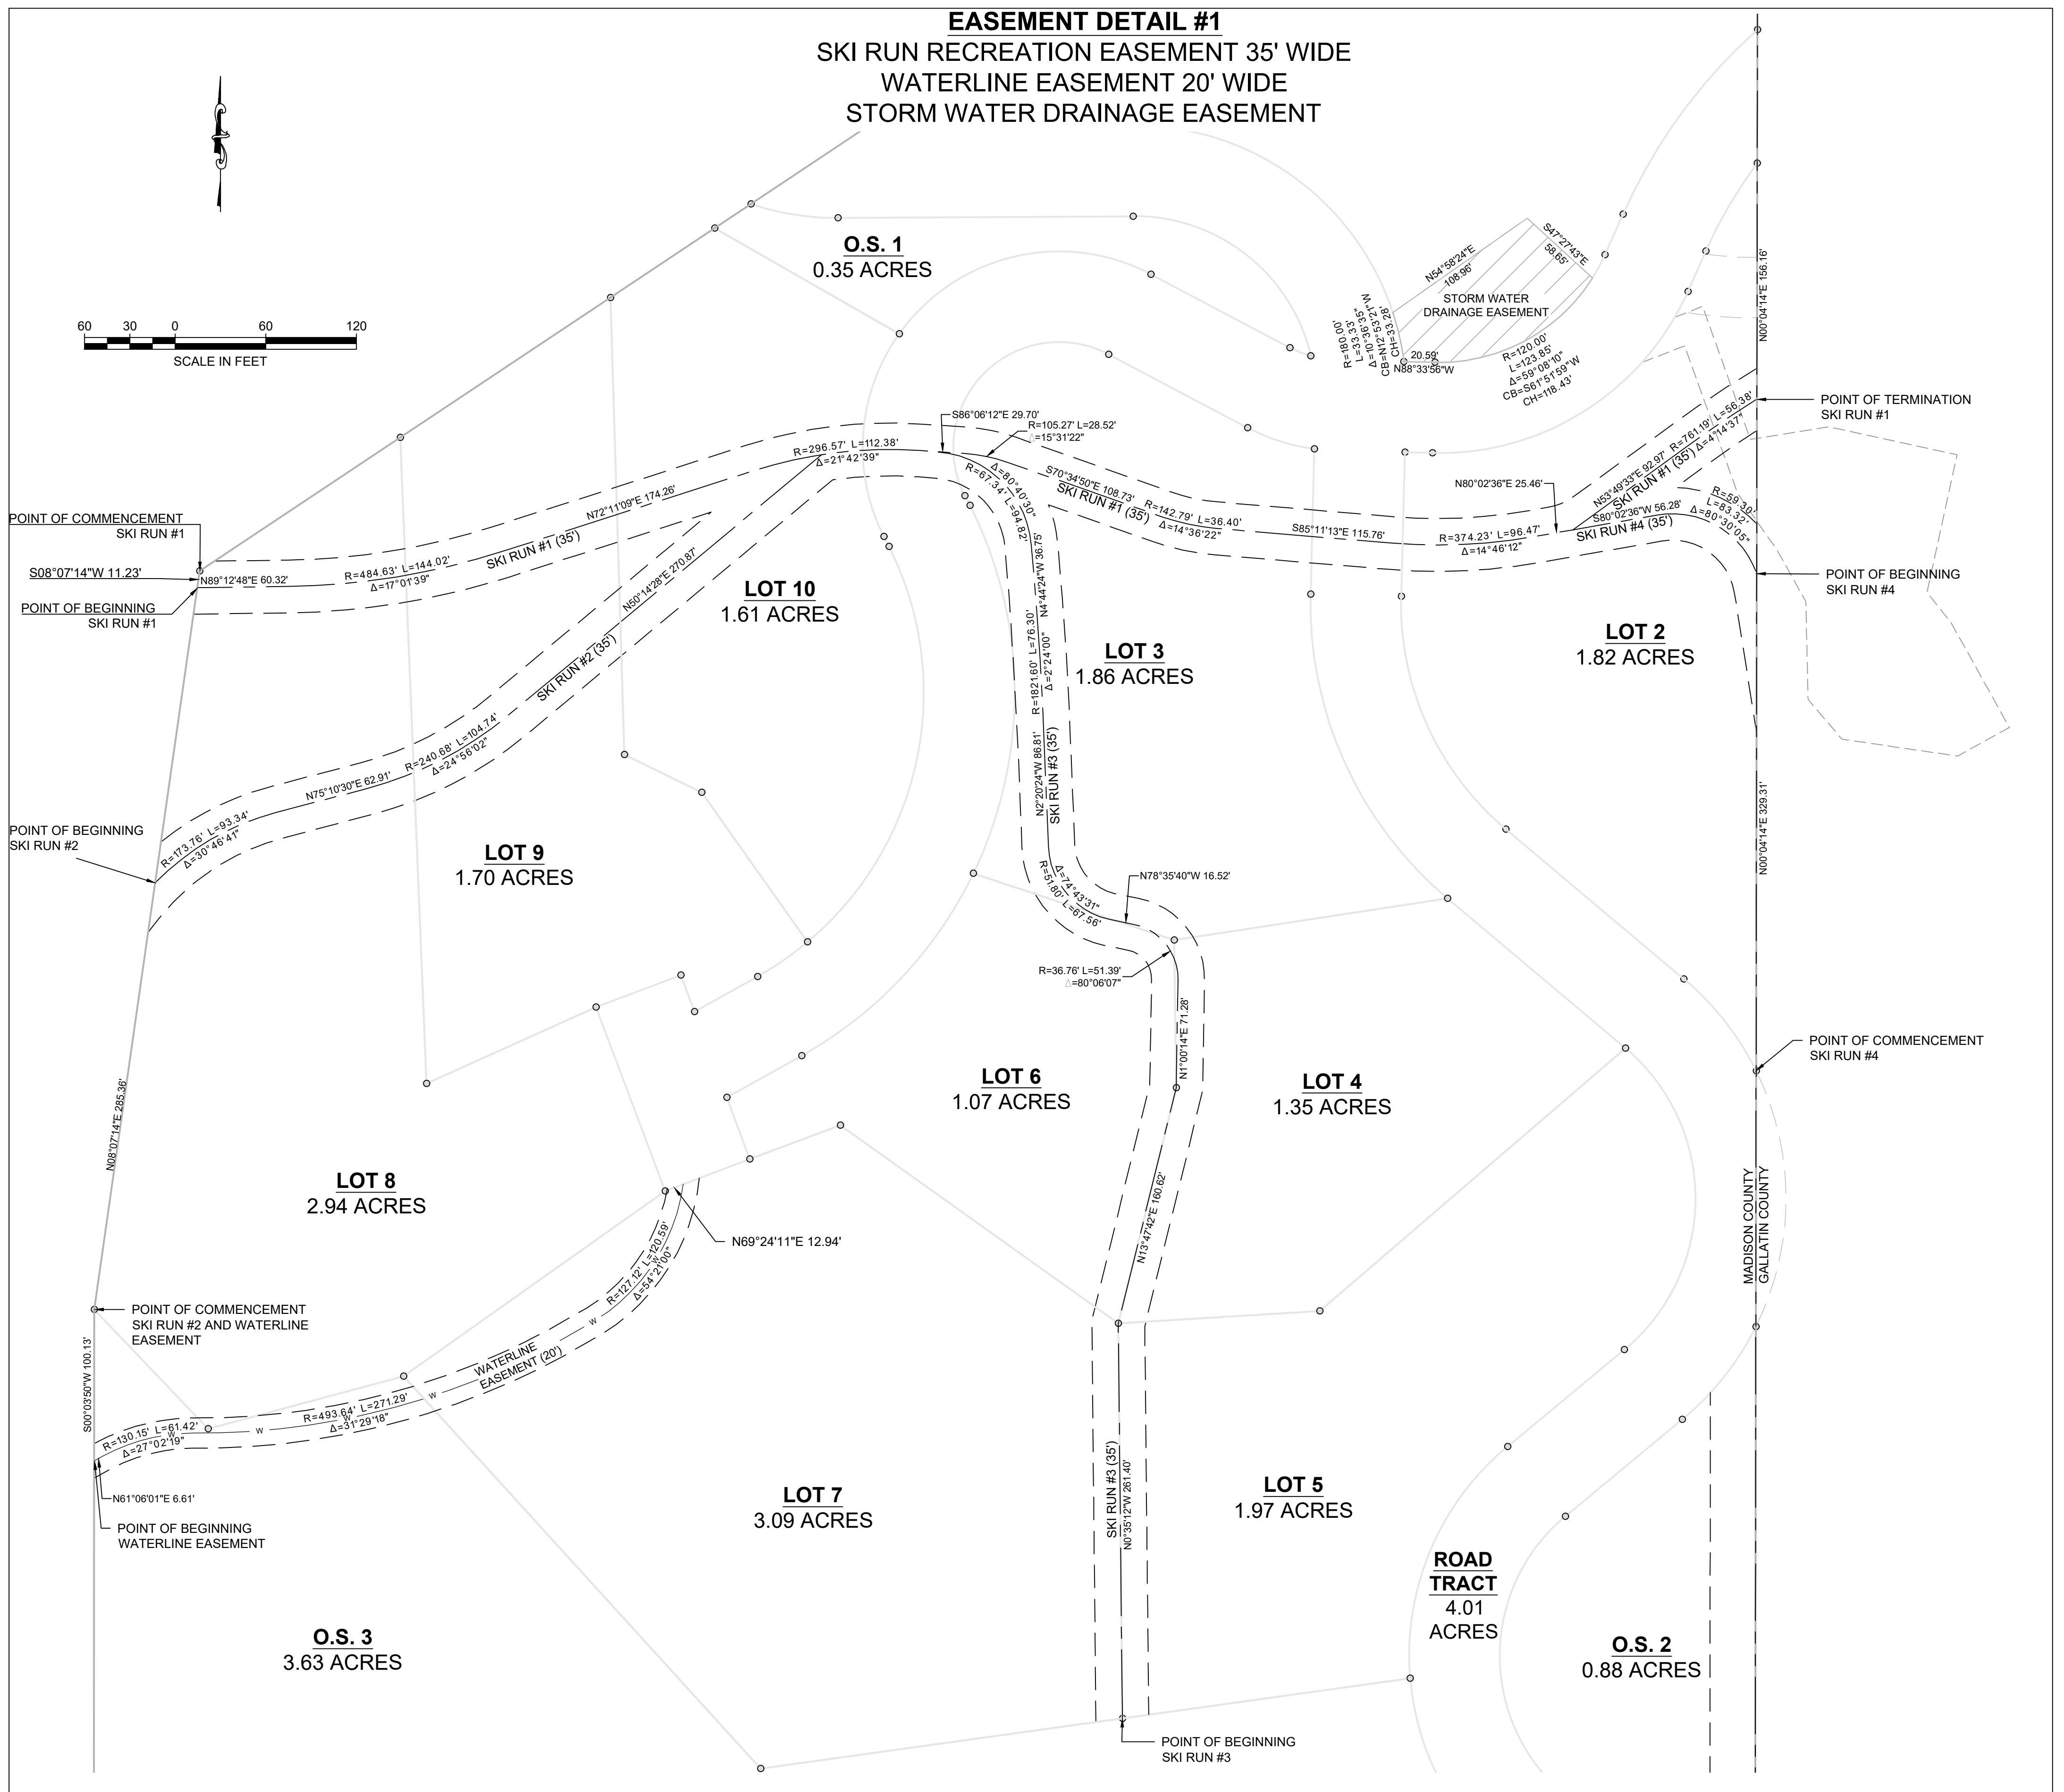 EASEMENT DETAIL #1
SKI RUN RECREATION EASEMENT 35' WIDE
WATERLINE EASEMENT 20' WIDE
STORM WATER DRAINAGE EASEMENT
60 30 0 60 120
SCALE IN FEET
O.S. 1
0.35 ACRES
N54°58'24"E
108.96'
S47°27'43"E
58.65'
STORM WATER
DRAINAGE EASEMENT
R=180.00'
L=33.33'
Δ=10°36'35"
CB=N12°53'21"W
CH=33.28'
20.59'
N88°33'56"W
R=120.00'
L=123.85'
Δ=59°08'10"
CB=S61°51'59"W
CH=118.43'
N00°04'14"E 156.16'
POINT OF TERMINATION
SKI RUN #1
POINT OF COMMENCEMENT
SKI RUN #1
S08°07'14"W 11.23'
POINT OF BEGINNING
SKI RUN #1
N89°12'48"E 60.32'
R=484.63' L=144.02'
Δ=17°01'39"
SKI RUN #1 (35')
N72°11'09"E 174.26'
R=296.57' L=112.38'
Δ=21°42'39"
S86°06'12"E 29.70'
R=105.27' L=28.52'
Δ=15°31'22"
S70°34'50"E 108.73'
SKI RUN #1 (35')
R=142.79' L=36.40'
Δ=14°36'22"
S85°11'13"E 115.76'
R=374.23' L=96.47'
Δ=14°46'12"
N80°02'36"E 25.46'
N53°49'33"E 92.97'
R=761.19' L=56.38'
Δ=4°14'37"
SKI RUN #1 (35')
S80°02'36"W 56.28'
SKI RUN #4 (35')
R=59.30'
L=83.32'
Δ=80°30'05"
POINT OF BEGINNING
SKI RUN #4
LOT 10
1.61 ACRES
N50°14'28"E 270.87'
SKI RUN #2 (35')
R=240.68' L=104.74'
Δ=24°56'02"
N75°10'30"E 62.91'
R=173.76' L=93.34'
Δ=30°46'41"
POINT OF BEGINNING
SKI RUN #2
Δ=80°40'30"
R=67.34' L=94.82'
N4°44'24"W 36.75'
R=1821.60' L=76.30'
Δ=2°24'00"
N2°20'24"W 86.81'
SKI RUN #3 (35')
Δ=74°43'31"
R=51.80' L=67.56'
N78°35'40"W 16.52'
R=36.76' L=51.39'
Δ=80°06'07"
N1°00'14"E 71.28'
LOT 3
1.86 ACRES
LOT 2
1.82 ACRES
N00°04'14"E 329.31'
LOT 9
1.70 ACRES
LOT 6
1.07 ACRES
LOT 4
1.35 ACRES
POINT OF COMMENCEMENT
SKI RUN #4
N08°07'14"E 285.36'
LOT 8
2.94 ACRES
N13°47'42"E 160.62'
MADISON COUNTY
GALLATIN COUNTY
N69°24'11"E 12.94'
R=127.12' L=120.59'
Δ=54°21'00"
POINT OF COMMENCEMENT
SKI RUN #2 AND WATERLINE
EASEMENT
S00°03'50"W 100.13'
WATERLINE
EASEMENT (20')
R=493.64' L=271.29'
Δ=31°29'18"
R=130.15' L=61.42'
Δ=27°02'19"
W W W W W W
N61°06'01"E 6.61'
POINT OF BEGINNING
WATERLINE EASEMENT
SKI RUN #3 (35')
N0°35'12"W 261.40'
LOT 7
3.09 ACRES
LOT 5
1.97 ACRES
ROAD
TRACT
4.01
ACRES
O.S. 3
3.63 ACRES
O.S. 2
0.88 ACRES
POINT OF BEGINNING
SKI RUN #3